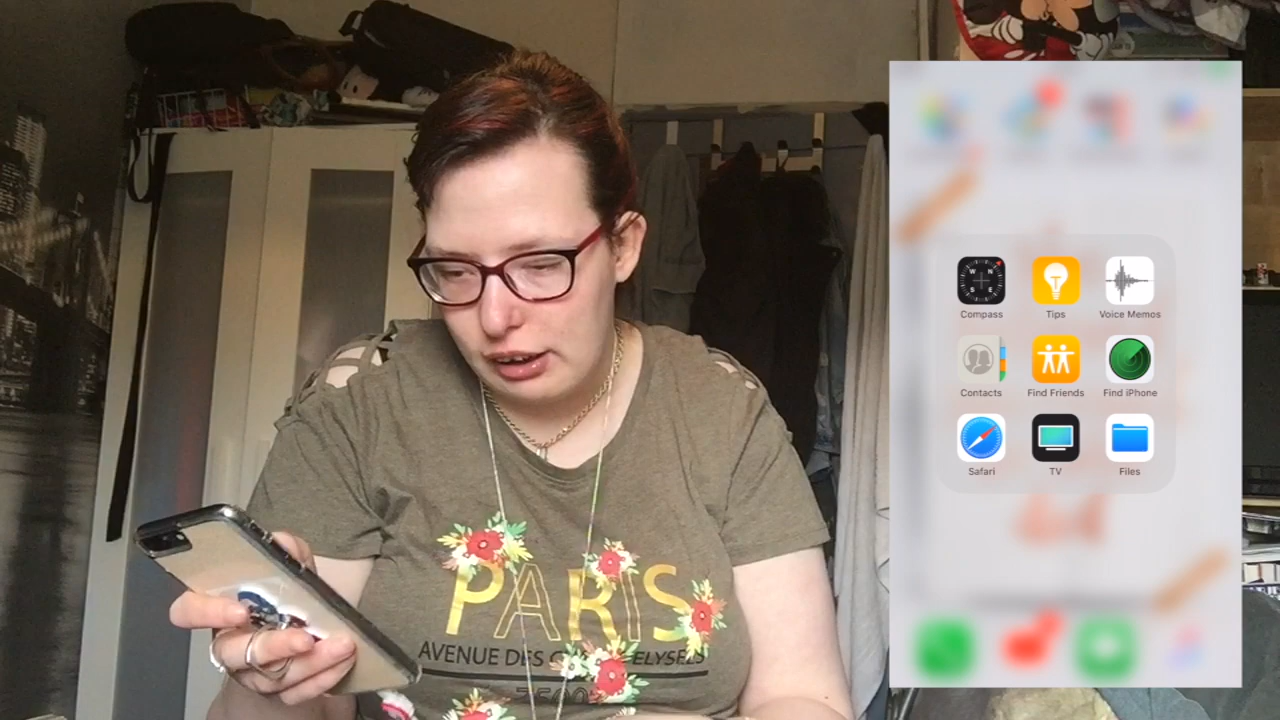 PARIS
AVENUE DES
ELYSEES
W N
S E
Compass Tips Voice Memos
Contacts Find Friends Find iPhone
Safari TV Files